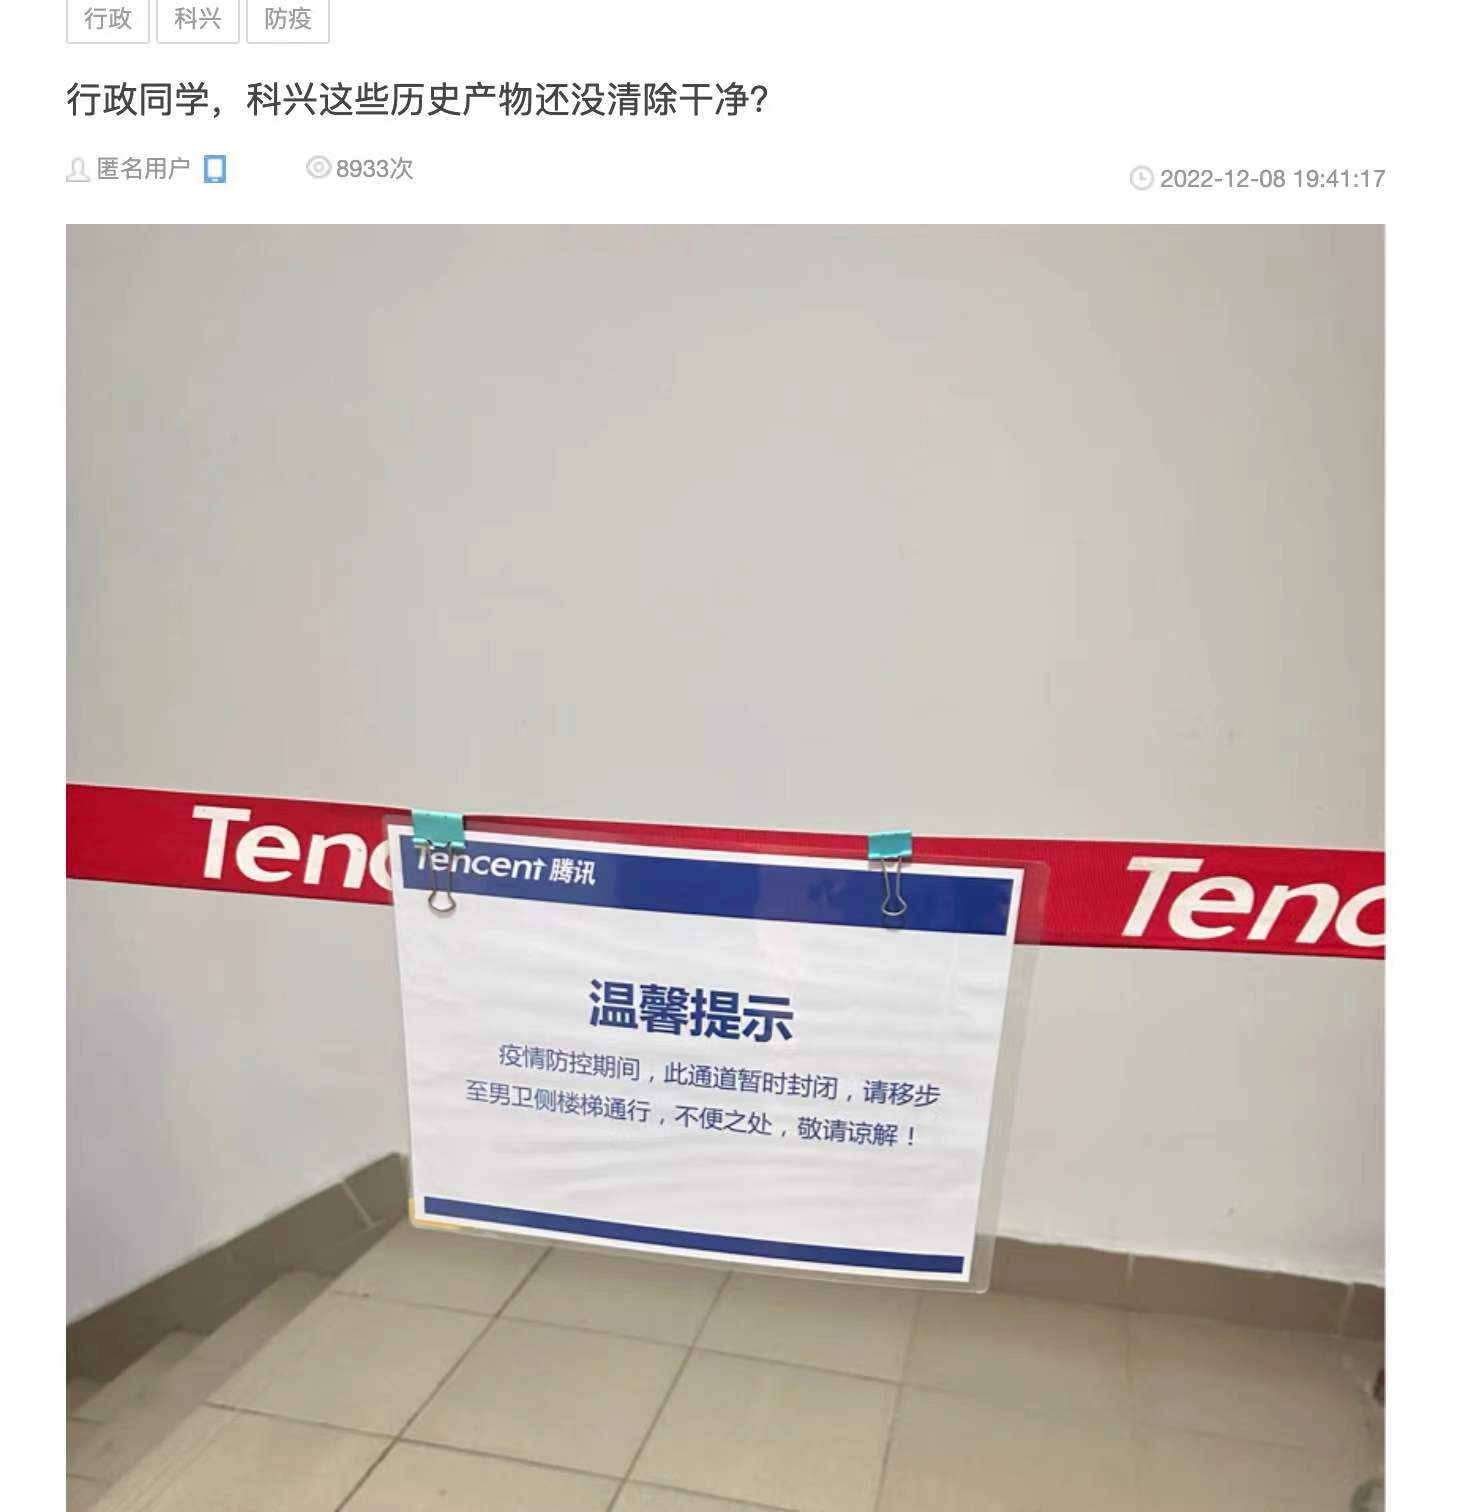 行政 科兴 防疫
行政同学，科兴这些历史产物还没清除干净？
匿名用户 8933次 2022-12-08 19:41:17
Tenc
Tenc
Tencent 腾讯
温馨提示
疫情防控期间，此通道暂时封闭，请移步
至男卫侧楼梯通行，不便之处，敬请谅解！